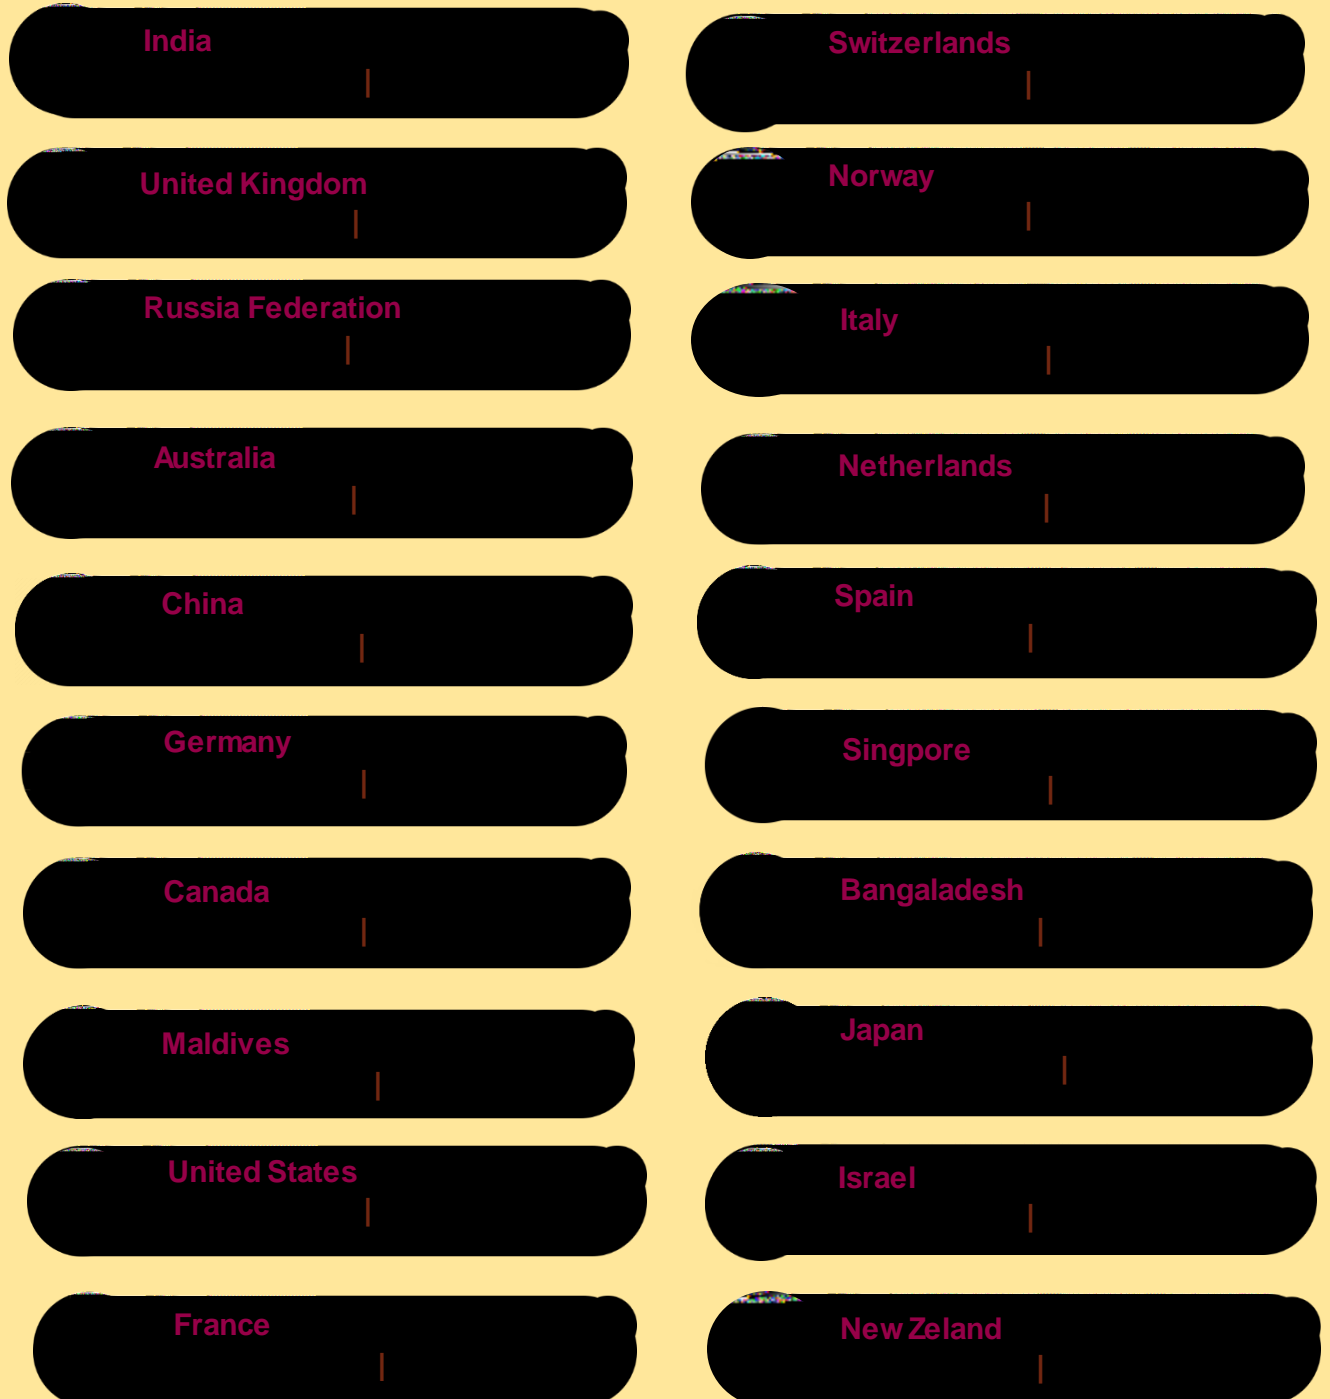 India
|
United Kingdom
|
Russia Federation
|
Australia
|
China
|
Germany
|
Canada
|
Maldives
|
United States
|
France
|
Switzerlands
|
Norway
|
Italy
|
Netherlands
|
Spain
|
Singpore
|
Bangaladesh
|
Japan
|
Israel
|
New Zeland
|